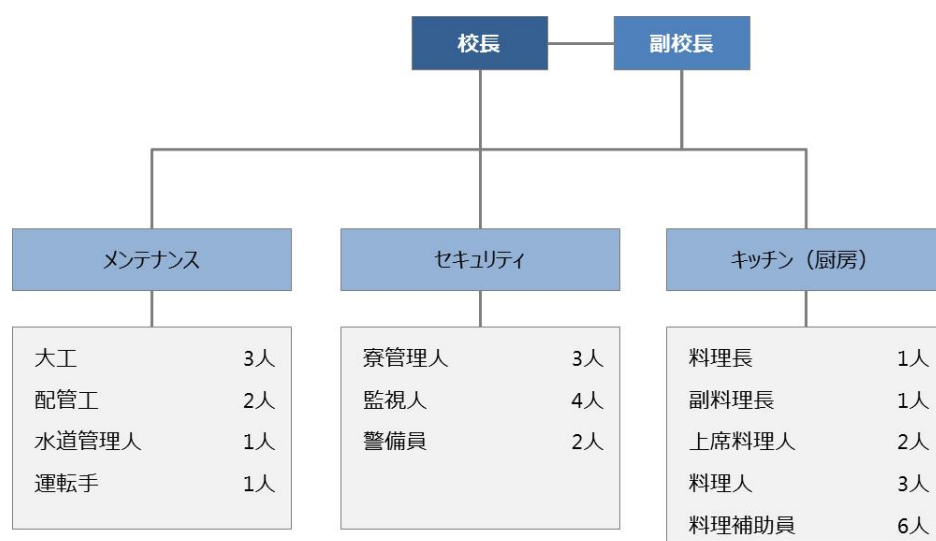 校長
副校長
メンテナンス
セキュリティ
キッチン（厨房）
大工 3人
配管工 2人
水道管理人 1人
運転手 1人
寮管理人 3人
監視人 4人
警備員 2人
料理長 1人
副料理長 1人
上席料理人 2人
料理人 3人
料理補助員 6人